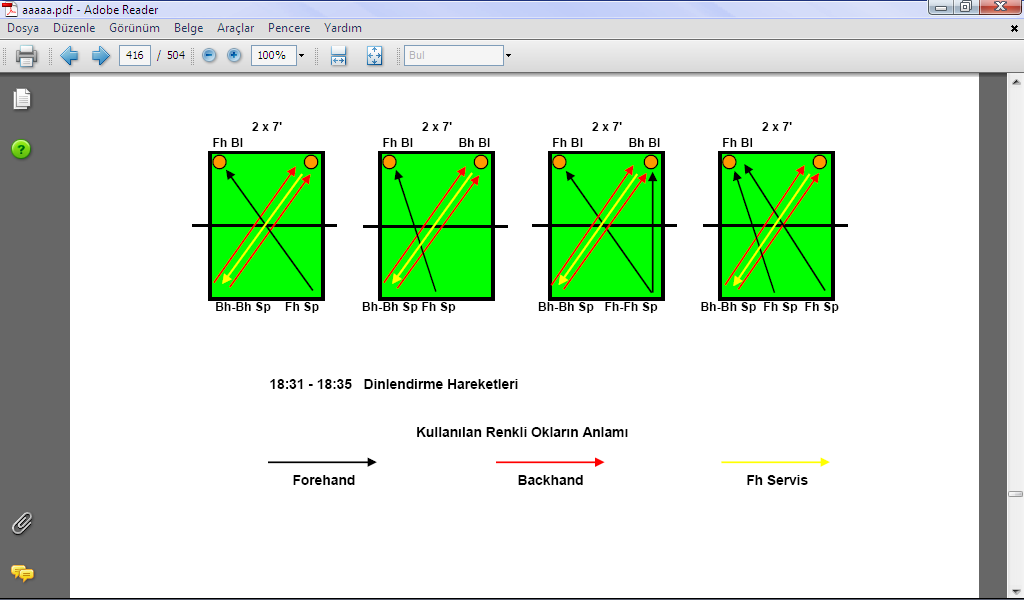 aaaaa.pdf - Adobe Reader
Dosya Düzenle Görünüm Belge Araçlar Pencere Yardım
416 / 504 100% Bul
2 x 7' 2 x 7' 2 x 7' 2 x 7'
Fh Bl Fh Bl Bh Bl Fh Bl Bh Bl Fh Bl
Bh-Bh Sp Fh Sp Bh-Bh Sp Fh Sp Bh-Bh Sp Fh-Fh Sp Bh-Bh Sp Fh Sp Fh Sp
18:31 - 18:35 Dinlendirme Hareketleri
Kullanılan Renkli Okların Anlamı
Forehand Backhand Fh Servis